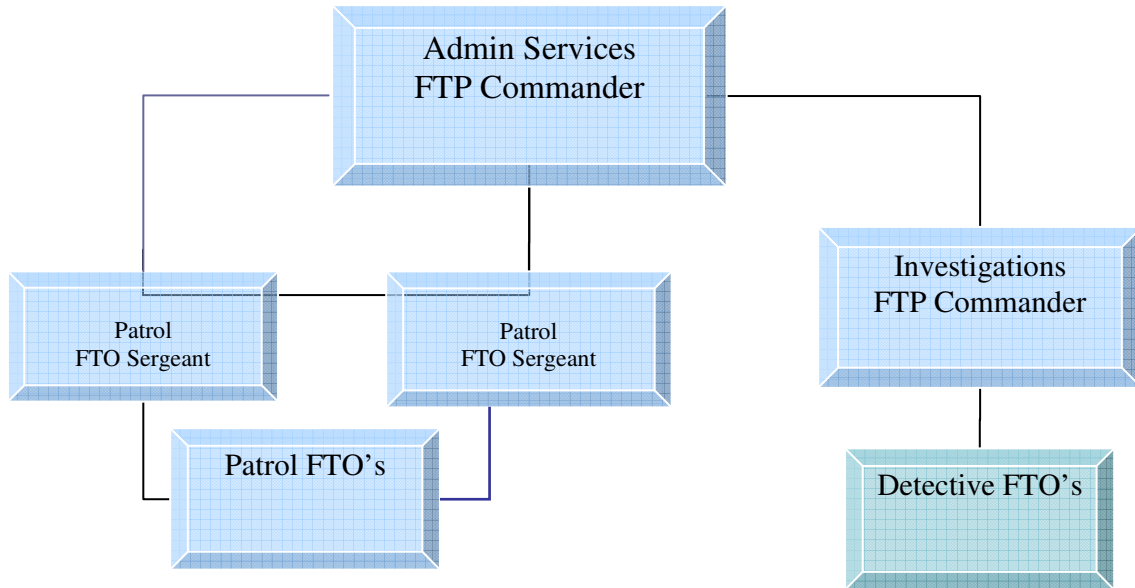 Admin Services
FTP Commander
Investigations
FTP Commander
Patrol
FTO Sergeant
Patrol
FTO Sergeant
Patrol FTO’s
Detective FTO’s